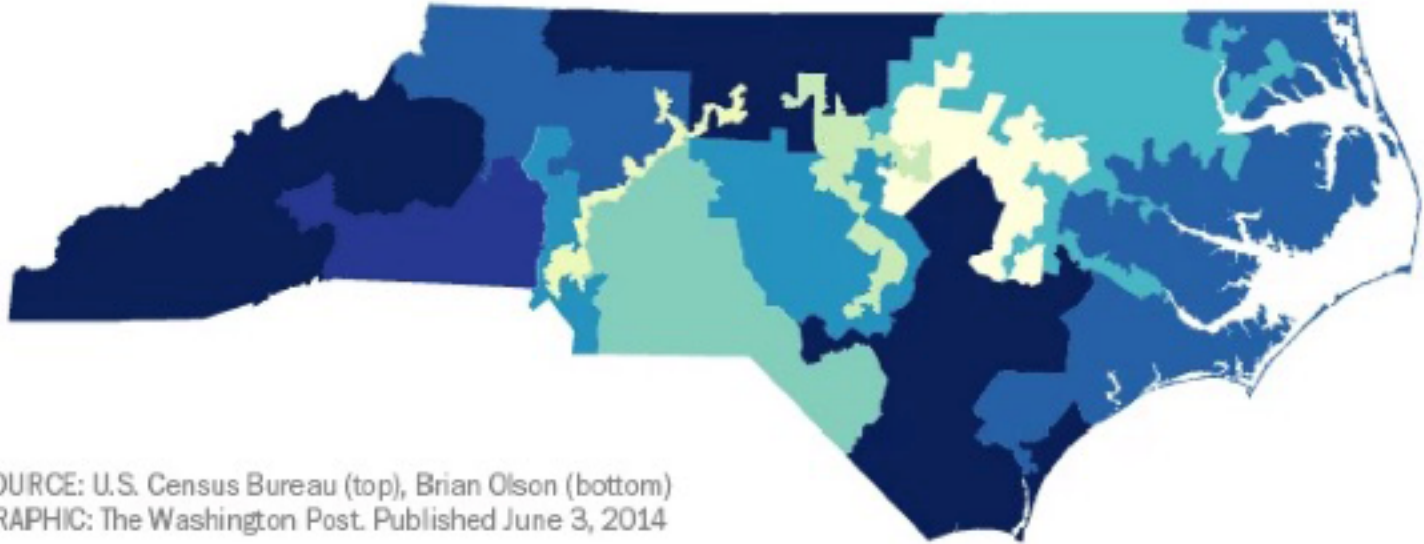 OURCE: U.S. Census Bureau (top), Brian Olson (bottom)
RAPHIC: The Washington Post. Published June 3, 2014